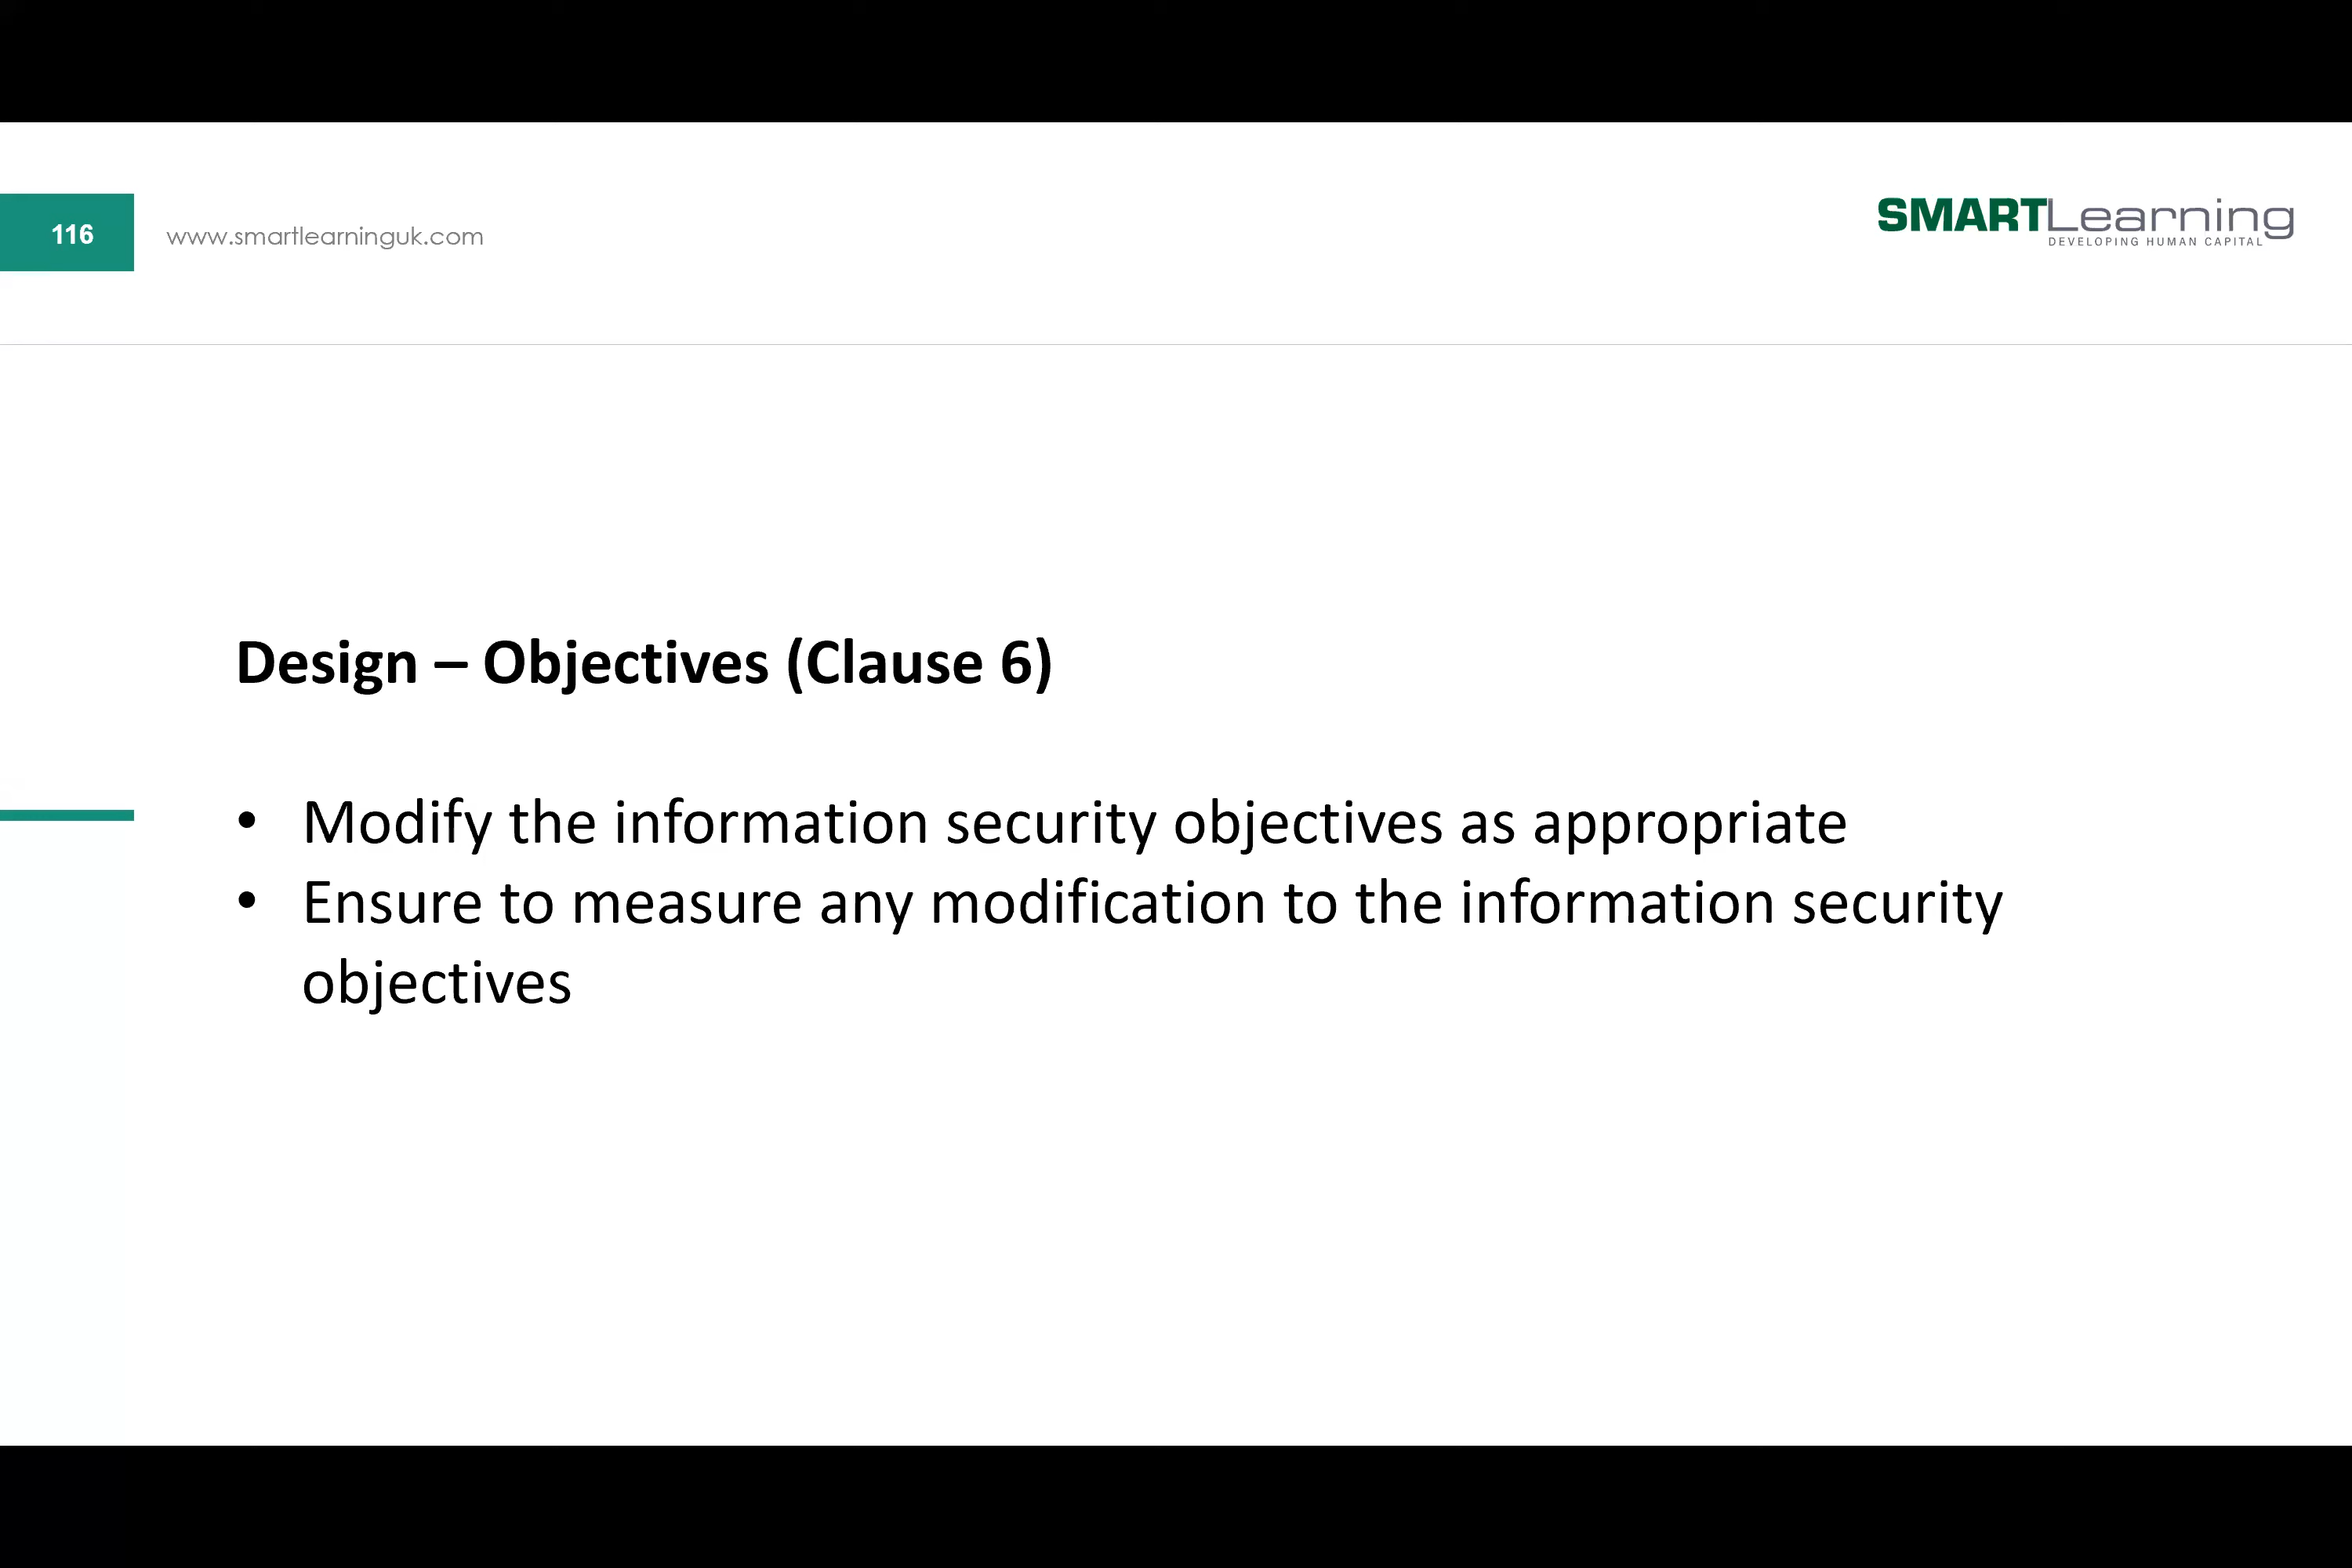 116
www.smartlearninguk.com
SMARTLearning
DEVELOPING HUMAN CAPITAL
Design – Objectives (Clause 6)
• Modify the information security objectives as appropriate
• Ensure to measure any modification to the information security
objectives